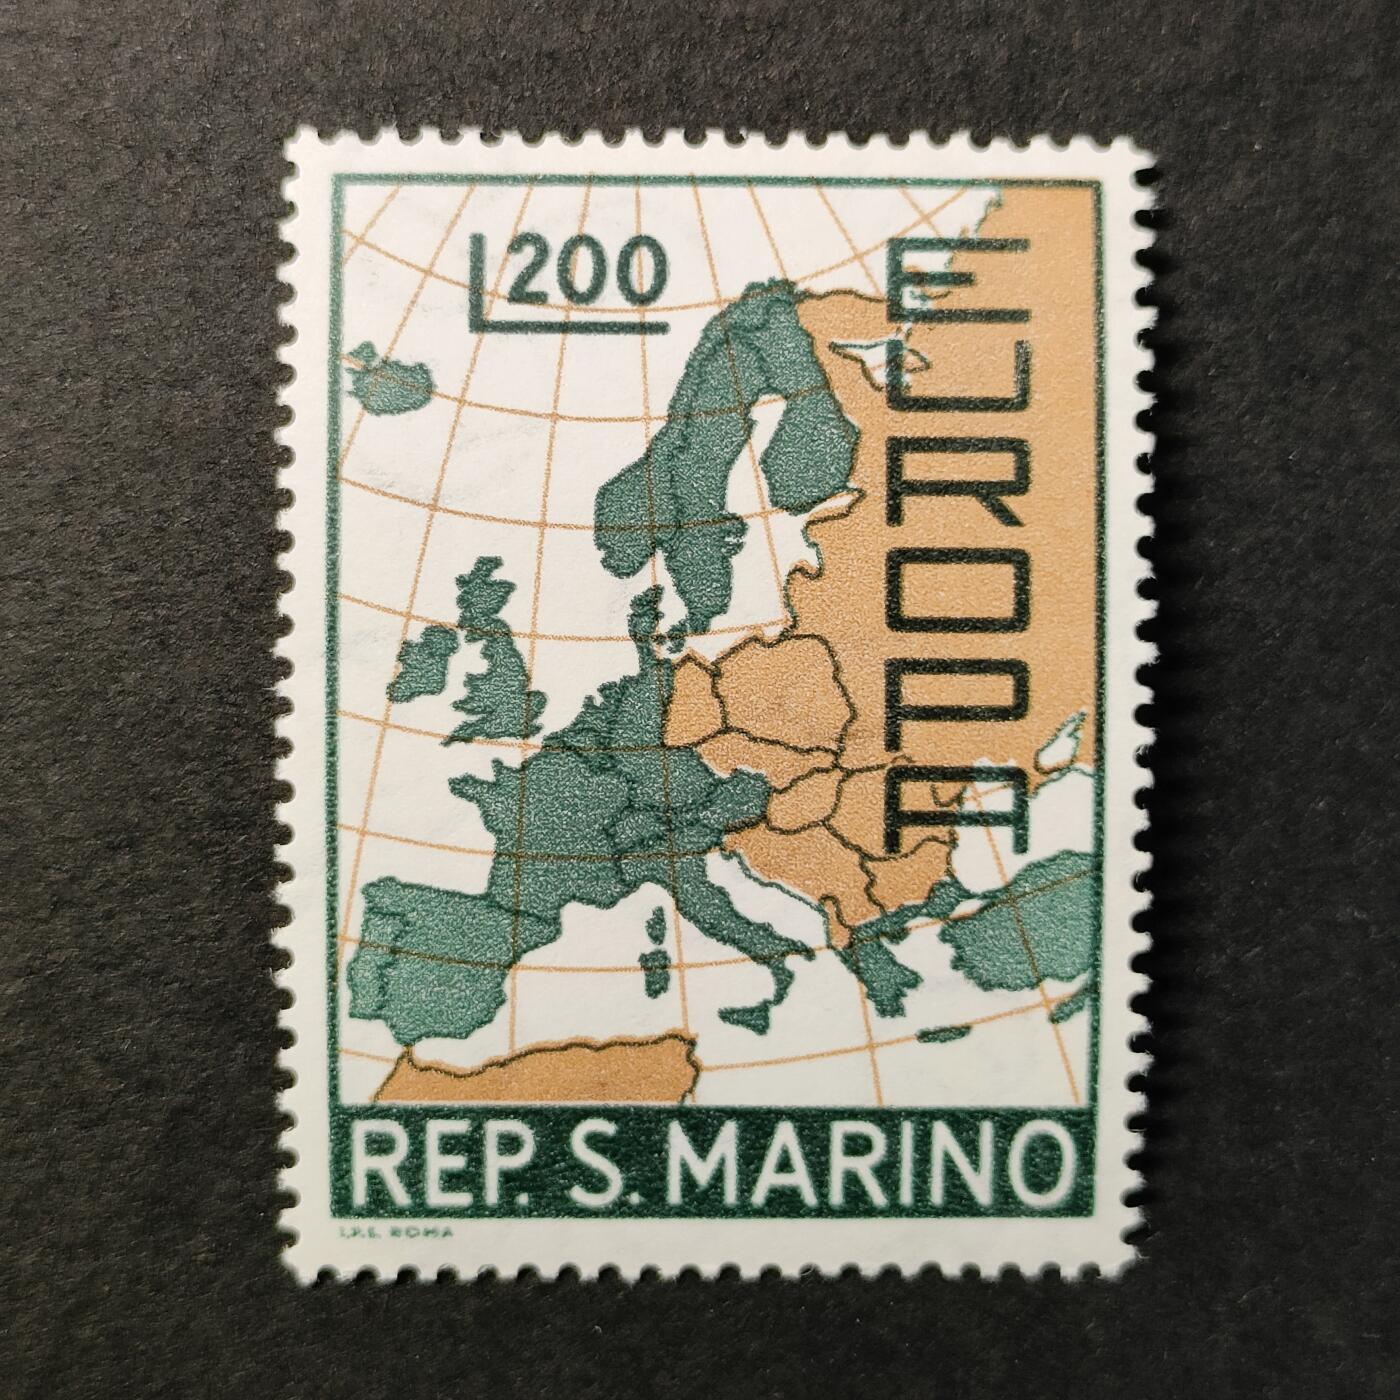 L200
EUROPA
REP. S. MARINO
I.P.S. ROMA